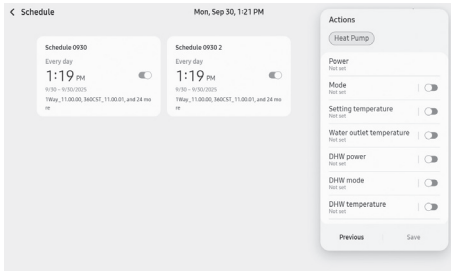 Schedule
Mon, Sep 30, 1:21 PM
Schedule 0930
Every day
1:19 PM
9/30 – 9/30/2025
1Way_11.00.00, 360CST_11.00.01, and 24 mo
re
Schedule 0930 2
Every day
1:19 PM
9/30 – 9/30/2025
1Way_11.00.00, 360CST_11.00.01, and 24 mo
re
Actions
Heat Pump
Power
Not set
Mode
Not set
Setting temperature
Not set
Water outlet temperature
Not set
DHW power
Not set
DHW mode
Not set
DHW temperature
Not set
Previous
Save